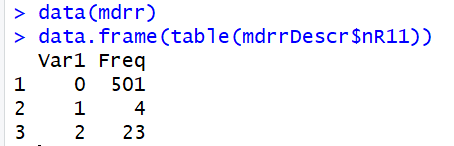 > data(mdrr)
> data.frame(table(mdrrDescr$nR11))
  Var1 Freq
1    0  501
2    1    4
3    2   23